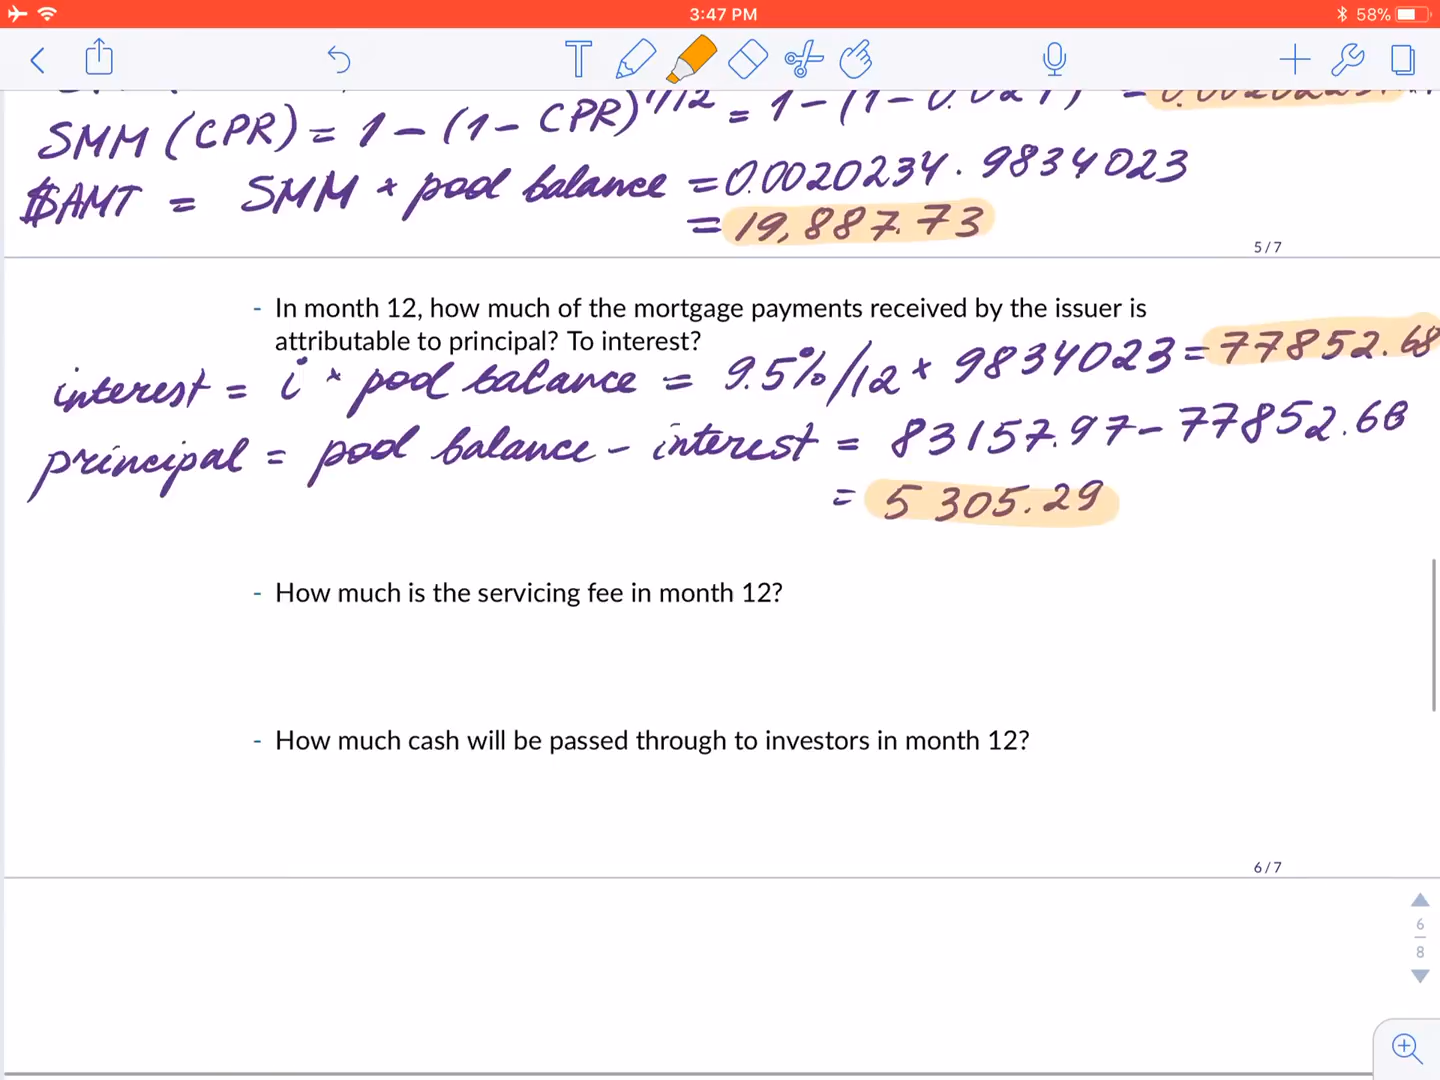 3:47 PM
58%
T
SMM (CPR) = 1 - (1 - CPR)^1/12 = 1 - (1 - 0.024)
$AMT = SMM * pool balance = 0.0020234 . 9834023
= 19,887.73
5 / 7
- In month 12, how much of the mortgage payments received by the issuer is
attributable to principal? To interest?
interest = i * pool balance = 9.5%/12 * 9834023 = 77852.68
principal = pool balance - interest = 83157.97 - 77852.68
= 5 305.29
- How much is the servicing fee in month 12?
- How much cash will be passed through to investors in month 12?
6 / 7
6
8